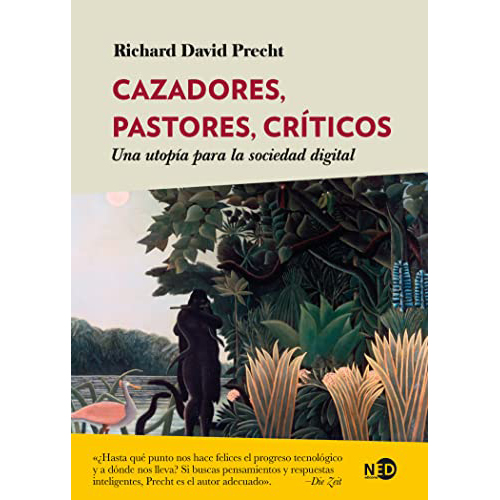 Richard David Precht
CAZADORES,
PASTORES, CRÍTICOS
Una utopía para la sociedad digital
«¿Hasta qué punto nos hace felices el progreso tecnológico
y a dónde nos lleva? Si buscas pensamientos y respuestas
inteligentes, Precht es el autor adecuado». –Die Zeit
NED
ediciones